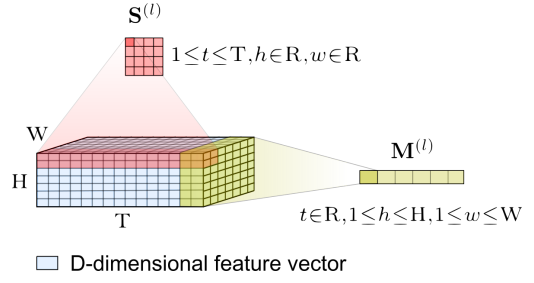 S^(l)
1≤t≤T,h∈R,w∈R
W
H
T
M^(l)
t∈R,1≤h≤H,1≤w≤W
D-dimensional feature vector